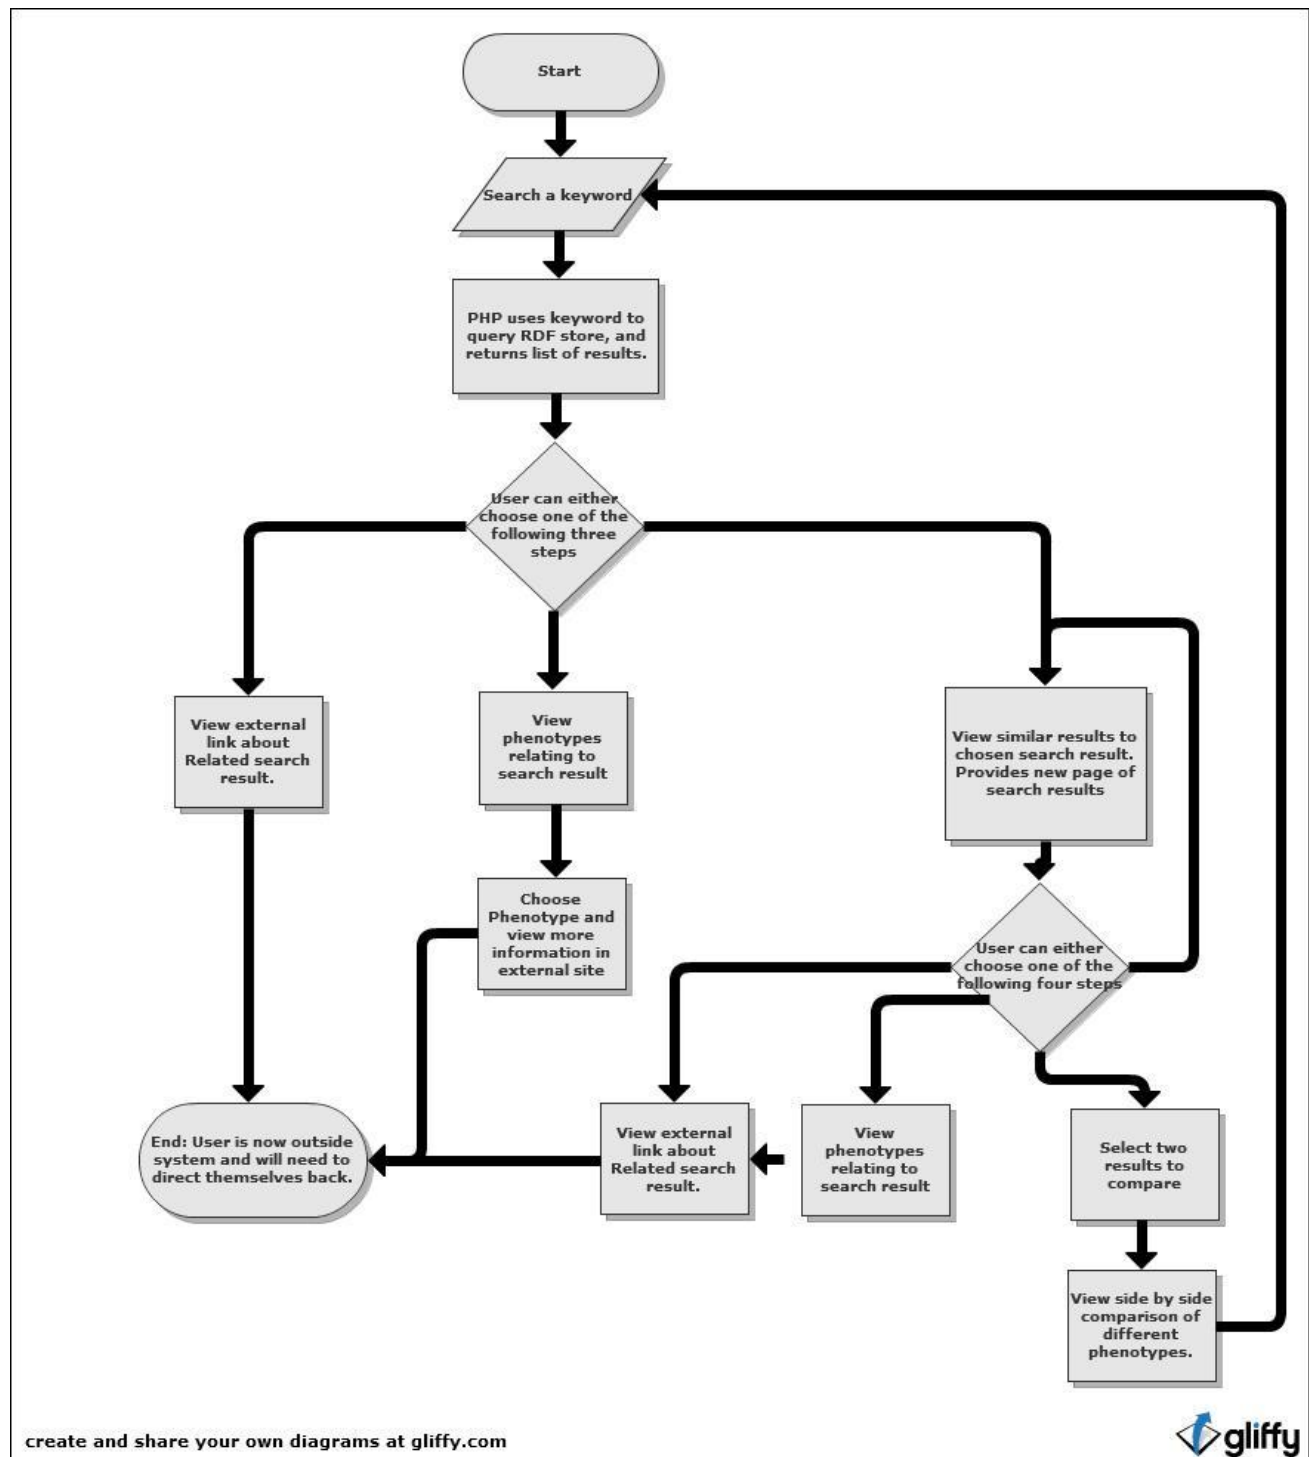 Start
Search a keyword
PHP uses keyword to
query RDF store, and
returns list of results.
User can either
choose one of the
following three
steps
View external
link about
Related search
result.
View
phenotypes
relating to
search result
View similar results to
chosen search result.
Provides new page of
search results
Choose
Phenotype and
view more
information in
external site
User can either
choose one of the
following four steps
End: User is now outside
system and will need to
direct themselves back.
View external
link about
Related search
result.
View
phenotypes
relating to
search result
Select two
results to
compare
View side by side
comparison of
different
phenotypes.
create and share your own diagrams at gliffy.com
gliffy